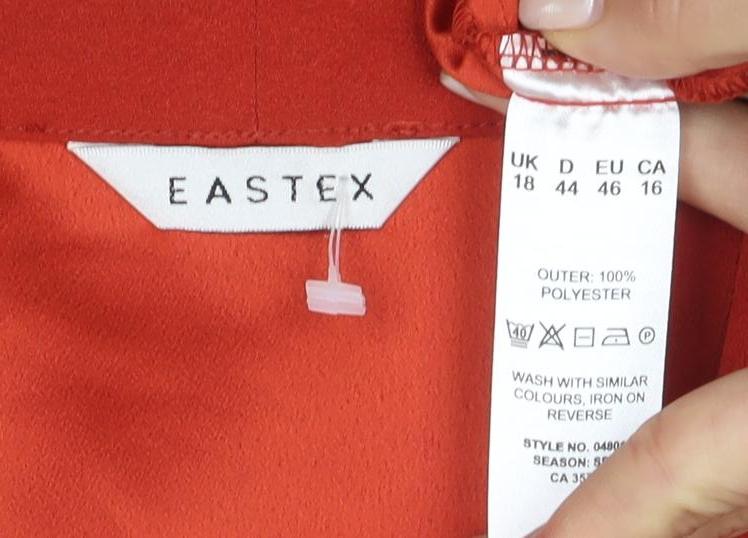 EASTEX
UK D EU CA
18 44 46 16
OUTER: 100%
POLYESTER
40 P
WASH WITH SIMILAR
COLOURS, IRON ON
REVERSE
STYLE NO.
SEASON:
CA